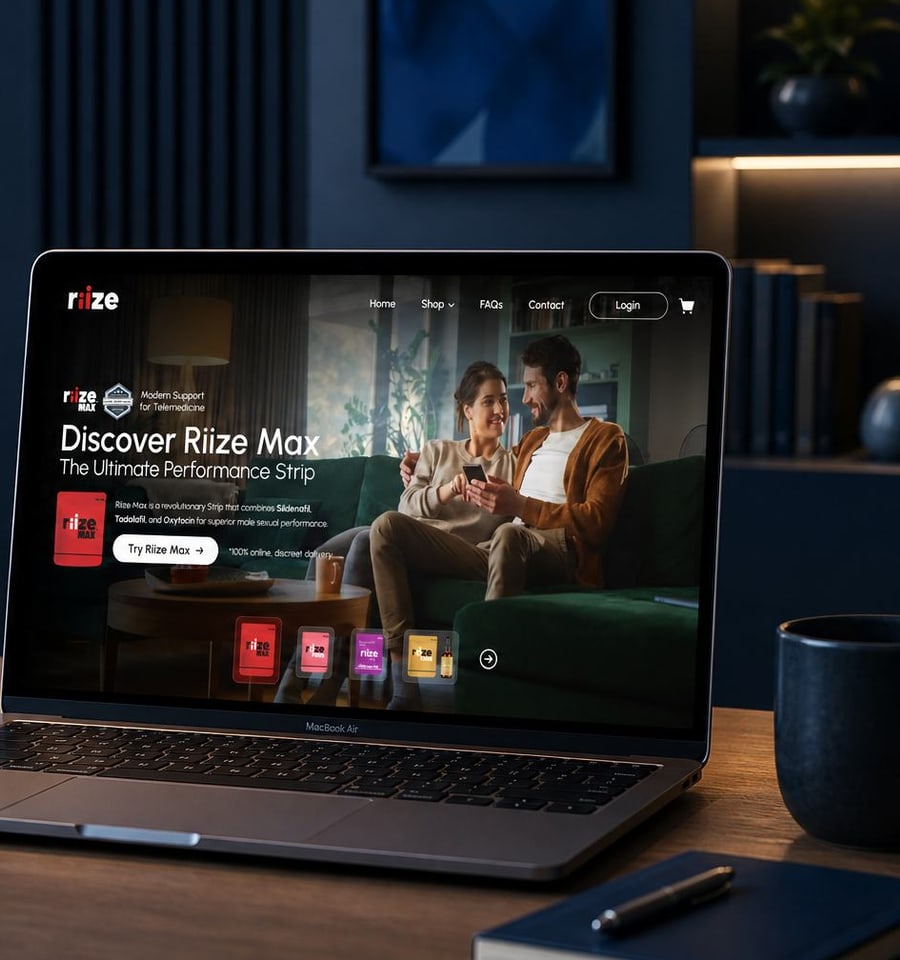 riize
Home Shop FAQs Contact Login
riize MAX
Modern Support
for Telemedicine
Discover Riize Max
The Ultimate Performance Strip
riize
MAX
Riize Max is a revolutionary Strip that combines Sildenafil,
Todalafil, and Oxytocin for superior male sexual performance.
Try Riize Max →
*100% online, discreet delivery
riize
MAX
riize
riize
riize
MacBook Air